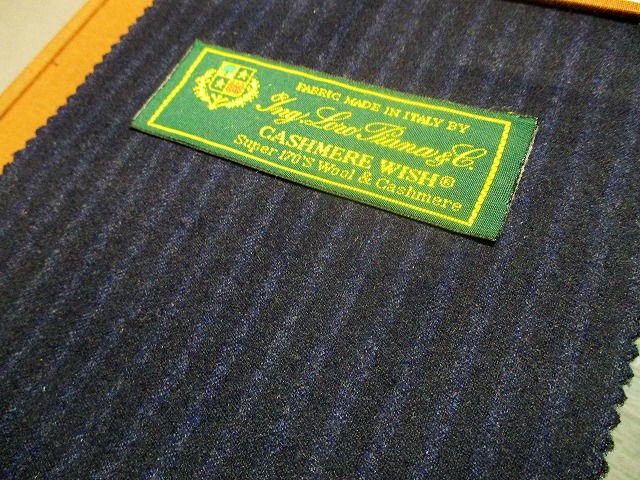 FABRIC MADE IN ITALY BY
Ing. Loro Piana & C.
CASHMERE WISH®
Super 170'S Wool & Cashmere